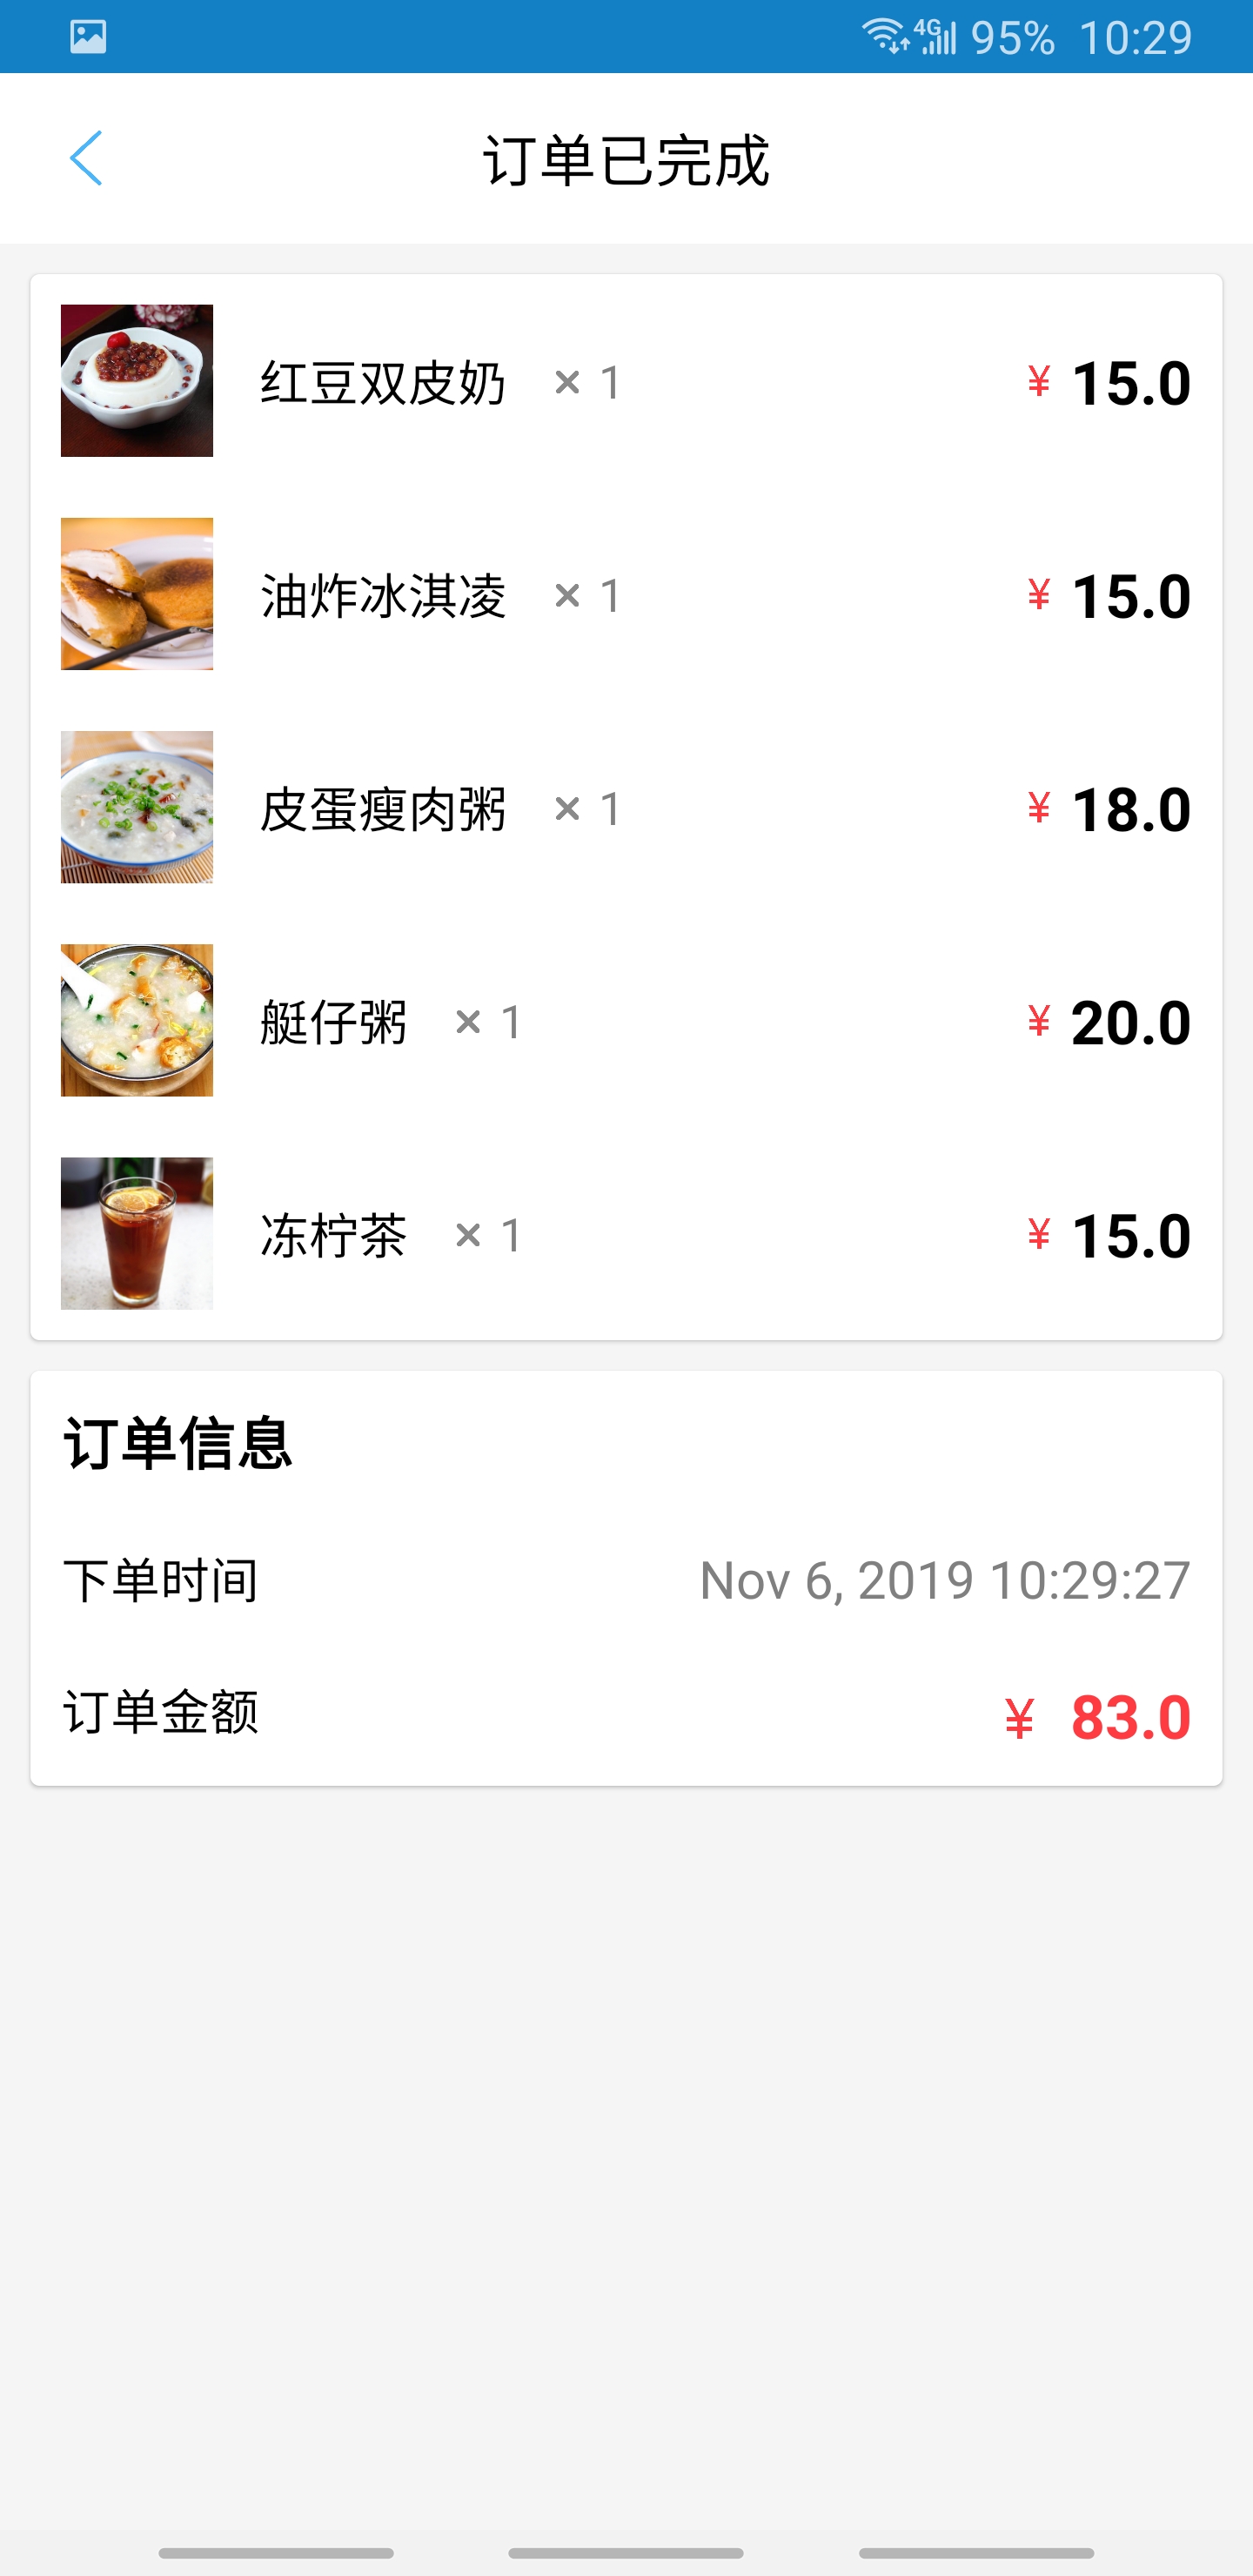 4G 95% 10:29
订单已完成
红豆双皮奶 × 1 ¥ 15.0
油炸冰淇凌 × 1 ¥ 15.0
皮蛋瘦肉粥 × 1 ¥ 18.0
艇仔粥 × 1 ¥ 20.0
冻柠茶 × 1 ¥ 15.0
订单信息
下单时间 Nov 6, 2019 10:29:27
订单金额 ¥ 83.0